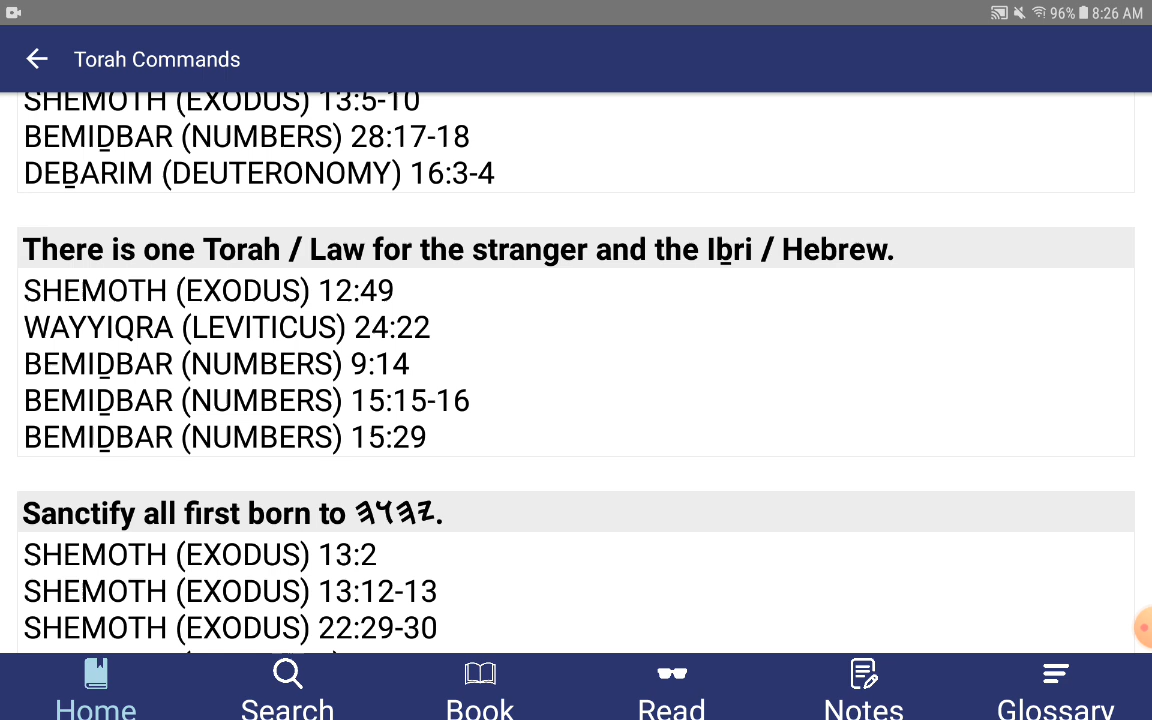 96% 8:26 AM
Torah Commands
SHEMOTH (EXODUS) 13:5-10
BEMIḎBAR (NUMBERS) 28:17-18
DEḆARIM (DEUTERONOMY) 16:3-4
There is one Torah / Law for the stranger and the Iḇri / Hebrew.
SHEMOTH (EXODUS) 12:49
WAYYIQRA (LEVITICUS) 24:22
BEMIḎBAR (NUMBERS) 9:14
BEMIḎBAR (NUMBERS) 15:15-16
BEMIḎBAR (NUMBERS) 15:29
Sanctify all first born to 𐤉𐤄𐤅𐤄.
SHEMOTH (EXODUS) 13:2
SHEMOTH (EXODUS) 13:12-13
SHEMOTH (EXODUS) 22:29-30
Home Search Book Read Notes Glossary